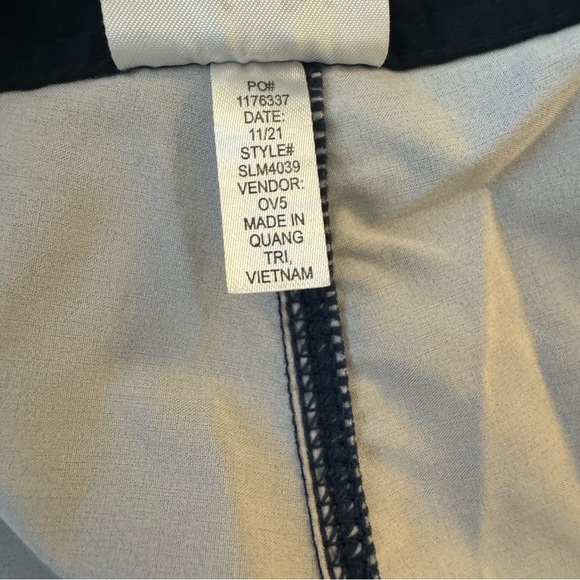 PO#
1176337
DATE:
11/21
STYLE#
SLM4039
VENDOR:
OV5
MADE IN
QUANG
TRI,
VIETNAM